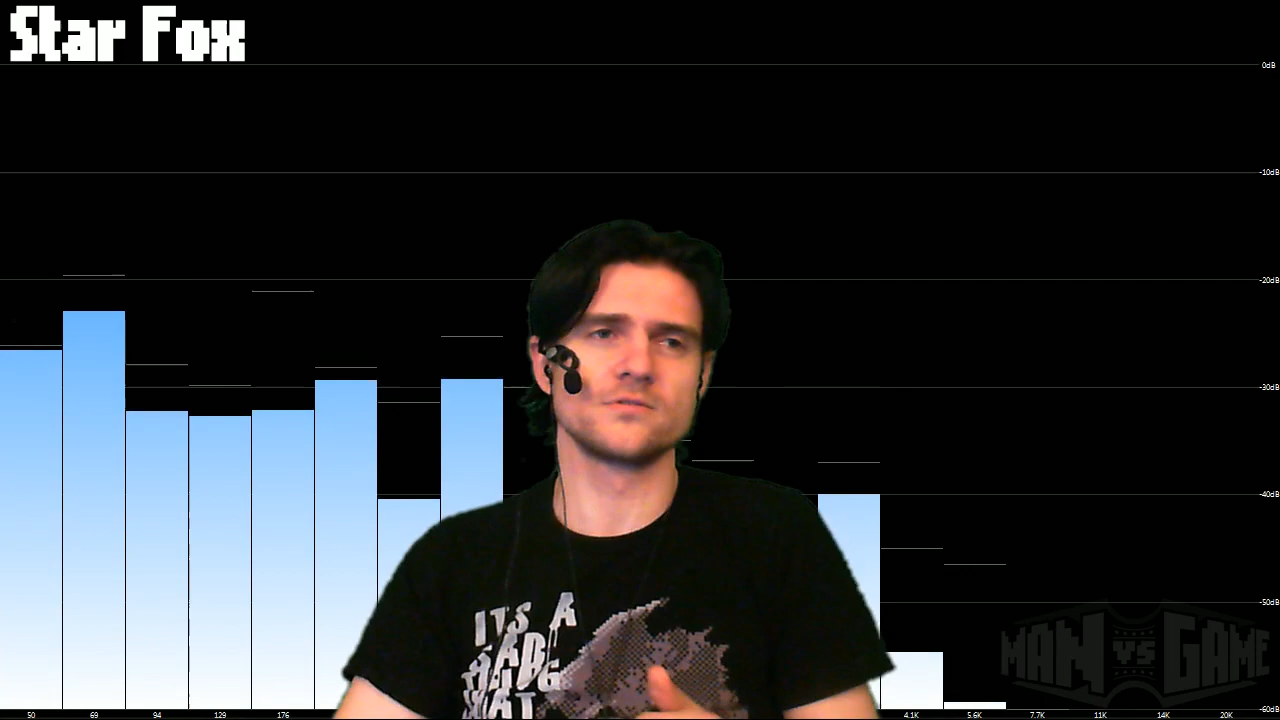 Star Fox
0dB
-10dB
-20dB
-30dB
-40dB
-50dB
-60dB
ITS A
MAN VS GAME
50 69 94 129 176 4.1K 5.6K 7.7K 11K 14K 20K